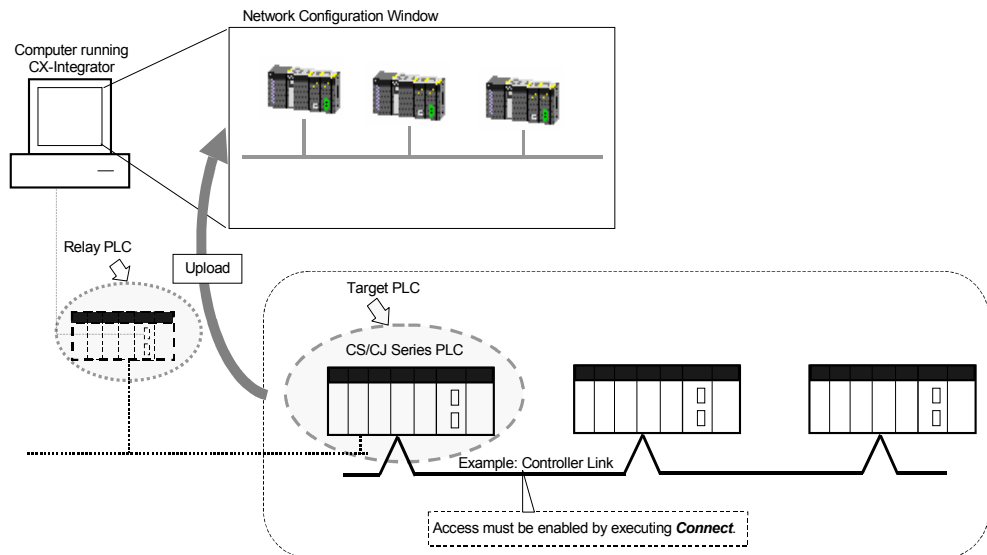 Network Configuration Window
Computer running
CX-Integrator
Relay PLC
Upload
Target PLC
CS/CJ Series PLC
Example: Controller Link
Access must be enabled by executing Connect.